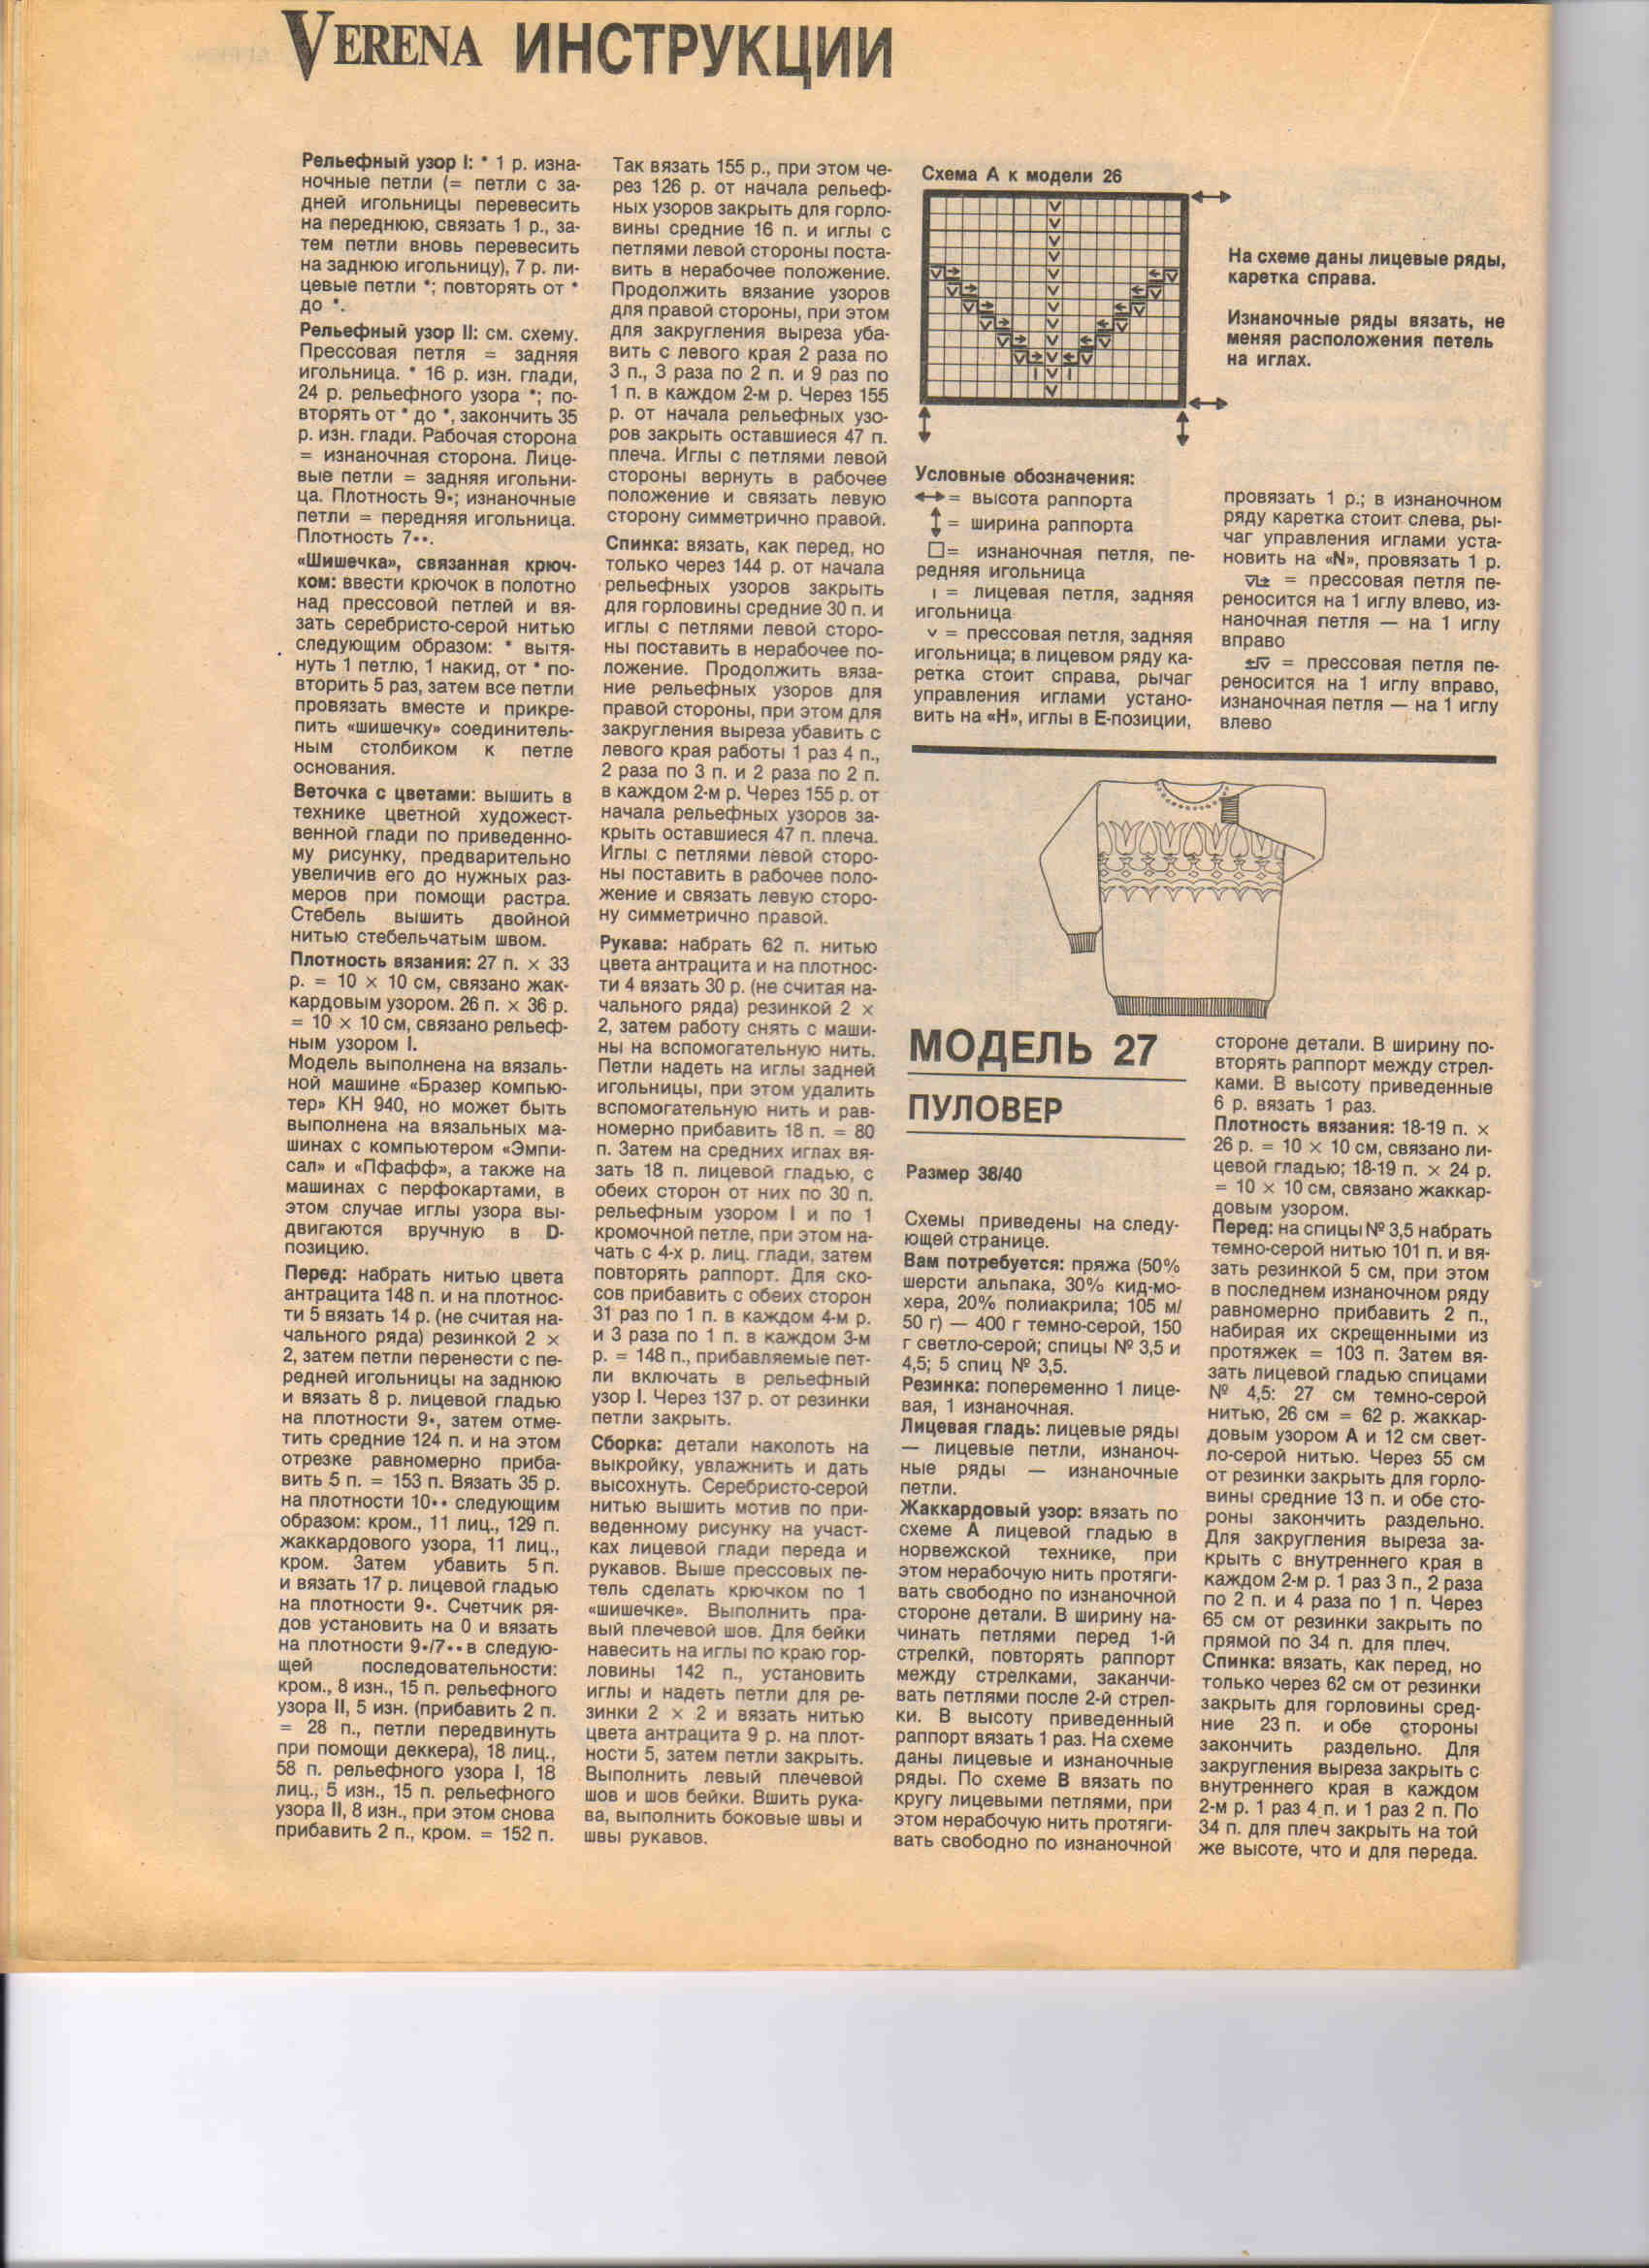 VERENA ИНСТРУКЦИИ
Рельефный узор I: * 1 р. изна-
ночные петли (= петли с за-
дней игольницы перевесить
на переднюю, связать 1 р., за-
тем петли вновь перевесить
на заднюю игольницу), 7 р. ли-
цевые петли *; повторять от *
до *.
Рельефный узор II: см. схему.
Прессовая петля = задняя
игольница. * 16 р. изн. глади,
24 р. рельефного узора *; по-
вторять от * до *, закончить 35
р. изн. глади. Рабочая сторона
= изнаночная сторона. Лице-
вые петли = задняя игольни-
ца. Плотность 9•; изнаночные
петли = передняя игольница.
Плотность 7••.
«Шишечка», связанная крюч-
ком: ввести крючок в полотно
над прессовой петлей и вя-
зать серебристо-серой нитью
следующим образом: * вытя-
нуть 1 петлю, 1 накид, от * по-
вторить 5 раз, затем все петли
провязать вместе и прикре-
пить «шишечку» соединитель-
ным столбиком к петле
основания.
Веточка с цветами: вышить в
технике цветной художест-
венной глади по приведенно-
му рисунку, предварительно
увеличив его до нужных раз-
меров при помощи растра.
Стебель вышить двойной
нитью стебельчатым швом.
Плотность вязания: 27 п. × 33
р. = 10 × 10 см, связано жак-
кардовым узором. 26 п. × 36 р.
= 10 × 10 см, связано рельеф-
ным узором I.
Модель выполнена на вязаль-
ной машине «Бразер компью-
тер» КН 940, но может быть
выполнена на вязальных ма-
шинах с компьютером «Эмпи-
сал» и «Пфафф», а также на
машинах с перфокартами, в
этом случае иглы узора вы-
двигаются вручную в D-
позицию.
Перед: набрать нитью цвета
антрацита 148 п. и на плотнос-
ти 5 вязать 14 р. (не считая на-
чального ряда) резинкой 2 ×
2, затем петли перенести с пе-
редней игольницы на заднюю
и вязать 8 р. лицевой гладью
на плотности 9•, затем отме-
тить средние 124 п. и на этом
отрезке равномерно приба-
вить 5 п. = 153 п. Вязать 35 р.
на плотности 10•• следующим
образом: кром., 11 лиц., 129 п.
жаккардового узора, 11 лиц.,
кром. Затем убавить 5 п.
и вязать 17 р. лицевой гладью
на плотности 9•. Счетчик ря-
дов установить на 0 и вязать
на плотности 9•/7•• в следую-
щей последовательности:
кром., 8 изн., 15 п. рельефного
узора II, 5 изн. (прибавить 2 п.
= 28 п., петли передвинуть
при помощи деккера), 18 лиц.,
58 п. рельефного узора I, 18
лиц., 5 изн., 15 п. рельефного
узора II, 8 изн., при этом снова
прибавить 2 п., кром. = 152 п.
Так вязать 155 р., при этом че-
рез 126 р. от начала рельеф-
ных узоров закрыть для горло-
вины средние 16 п. и иглы с
петлями левой стороны поста-
вить в нерабочее положение.
Продолжить вязание узоров
для правой стороны, при этом
для закругления выреза уба-
вить с левого края 2 раза по
3 п., 3 раза по 2 п. и 9 раз по
1 п. в каждом 2-м р. Через 155
р. от начала рельефных узо-
ров закрыть оставшиеся 47 п.
плеча. Иглы с петлями левой
стороны вернуть в рабочее
положение и связать левую
сторону симметрично правой.
Спинка: вязать, как перед, но
только через 144 р. от начала
рельефных узоров закрыть
для горловины средние 30 п. и
иглы с петлями левой сторо-
ны поставить в нерабочее по-
ложение. Продолжить вяза-
ние рельефных узоров для
правой стороны, при этом для
закругления выреза убавить с
левого края работы 1 раз 4 п.,
2 раза по 3 п. и 2 раза по 2 п.
в каждом 2-м р. Через 155 р. от
начала рельефных узоров за-
крыть оставшиеся 47 п. плеча.
Иглы с петлями левой сторо-
ны поставить в рабочее поло-
жение и связать левую сторо-
ну симметрично правой.
Рукава: набрать 62 п. нитью
цвета антрацита и на плотнос-
ти 4 вязать 30 р. (не считая на-
чального ряда) резинкой 2 ×
2, затем работу снять с маши-
ны на вспомогательную нить.
Петли надеть на иглы задней
игольницы, при этом удалить
вспомогательную нить и рав-
номерно прибавить 18 п. = 80
п. Затем на средних иглах вя-
зать 18 п. лицевой гладью, с
обеих сторон от них по 30 п.
рельефным узором I и по 1
кромочной петле, при этом на-
чать с 4-х р. лиц. глади, затем
повторять раппорт. Для ско-
сов прибавить с обеих сторон
31 раз по 1 п. в каждом 4-м р.
и 3 раза по 1 п. в каждом 3-м
р. = 148 п., прибавляемые пет-
ли включать в рельефный
узор I. Через 137 р. от резинки
петли закрыть.
Сборка: детали наколоть на
выкройку, увлажнить и дать
высохнуть. Серебристо-серой
нитью вышить мотив по при-
веденному рисунку на участ-
ках лицевой глади переда и
рукавов. Выше прессовых пе-
тель сделать крючком по 1
«шишечке». Выполнить пра-
вый плечевой шов. Для бейки
навесить на иглы по краю гор-
ловины 142 п., установить
иглы и надеть петли для ре-
зинки 2 × 2 и вязать нитью
цвета антрацита 9 р. на плот-
ности 5, затем петли закрыть.
Выполнить левый плечевой
шов и шов бейки. Вшить рука-
ва, выполнить боковые швы и
швы рукавов.
Схема А к модели 26
На схеме даны лицевые ряды,
каретка справа.
Изнаночные ряды вязать, не
меняя расположения петель
на иглах.
Условные обозначения:
↔ = высота раппорта
↕ = ширина раппорта
□= изнаночная петля, пе-
редняя игольница
ı = лицевая петля, задняя
игольница
v = прессовая петля, задняя
игольница; в лицевом ряду ка-
ретка стоит справа, рычаг
управления иглами устано-
вить на «Н», иглы в Е-позиции,
провязать 1 р.; в изнаночном
ряду каретка стоит слева, ры-
чаг управления иглами уста-
новить на «N», провязать 1 р.
= прессовая петля пе-
реносится на 1 иглу влево, из-
наночная петля — на 1 иглу
вправо
= прессовая петля пе-
реносится на 1 иглу вправо,
изнаночная петля — на 1 иглу
влево
МОДЕЛЬ 27
ПУЛОВЕР
Размер 38/40
Схемы приведены на следу-
ющей странице.
Вам потребуется: пряжа (50%
шерсти альпака, 30% кид-мо-
хера, 20% полиакрила; 105 м/
50 г) — 400 г темно-серой, 150
г светло-серой; спицы № 3,5 и
4,5; 5 спиц № 3,5.
Резинка: попеременно 1 лице-
вая, 1 изнаночная.
Лицевая гладь: лицевые ряды
— лицевые петли, изнаноч-
ные ряды — изнаночные
петли.
Жаккардовый узор: вязать по
схеме А лицевой гладью в
норвежской технике, при
этом нерабочую нить протяги-
вать свободно по изнаночной
стороне детали. В ширину на-
чинать петлями перед 1-й
стрелки, повторять раппорт
между стрелками, заканчи-
вать петлями после 2-й стрел-
ки. В высоту приведенный
раппорт вязать 1 раз. На схеме
даны лицевые и изнаночные
ряды. По схеме В вязать по
кругу лицевыми петлями, при
этом нерабочую нить протяги-
вать свободно по изнаночной
стороне детали. В ширину по-
вторять раппорт между стрел-
ками. В высоту приведенные
6 р. вязать 1 раз.
Плотность вязания: 18-19 п. ×
26 р. = 10 × 10 см, связано ли-
цевой гладью; 18-19 п. × 24 р.
= 10 × 10 см, связано жаккар-
довым узором.
Перед: на спицы № 3,5 набрать
темно-серой нитью 101 п. и вя-
зать резинкой 5 см, при этом
в последнем изнаночном ряду
равномерно прибавить 2 п.,
набирая их скрещенными из
протяжек = 103 п. Затем вя-
зать лицевой гладью спицами
№ 4,5: 27 см темно-серой
нитью, 26 см = 62 р. жаккар-
довым узором А и 12 см свет-
ло-серой нитью. Через 55 см
от резинки закрыть для горло-
вины средние 13 п. и обе сто-
роны закончить раздельно.
Для закругления выреза за-
крыть с внутреннего края в
каждом 2-м р. 1 раз 3 п., 2 раза
по 2 п. и 4 раза по 1 п. Через
65 см от резинки закрыть по
прямой по 34 п. для плеч.
Спинка: вязать, как перед, но
только через 62 см от резинки
закрыть для горловины сред-
ние 23 п. и обе стороны
закончить раздельно. Для
закругления выреза закрыть с
внутреннего края в каждом
2-м р. 1 раз 4 п. и 1 раз 2 п. По
34 п. для плеч закрыть на той
же высоте, что и для переда.